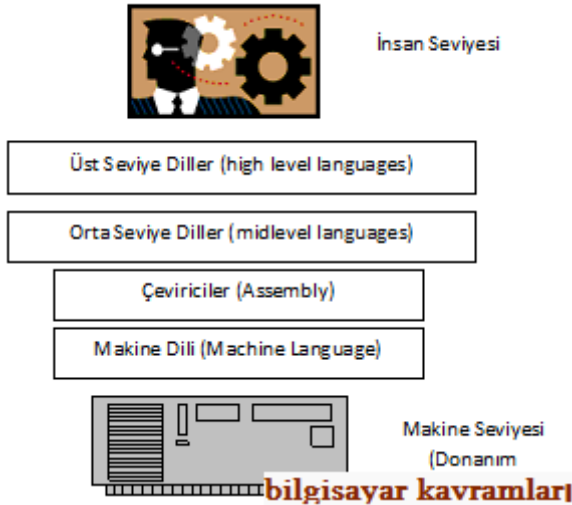 İnsan Seviyesi
Üst Seviye Diller (high level languages)
Orta Seviye Diller (midlevel languages)
Çeviriciler (Assembly)
Makine Dili (Machine Language)
Makine Seviyesi
(Donanım
bilgisayar kavramları